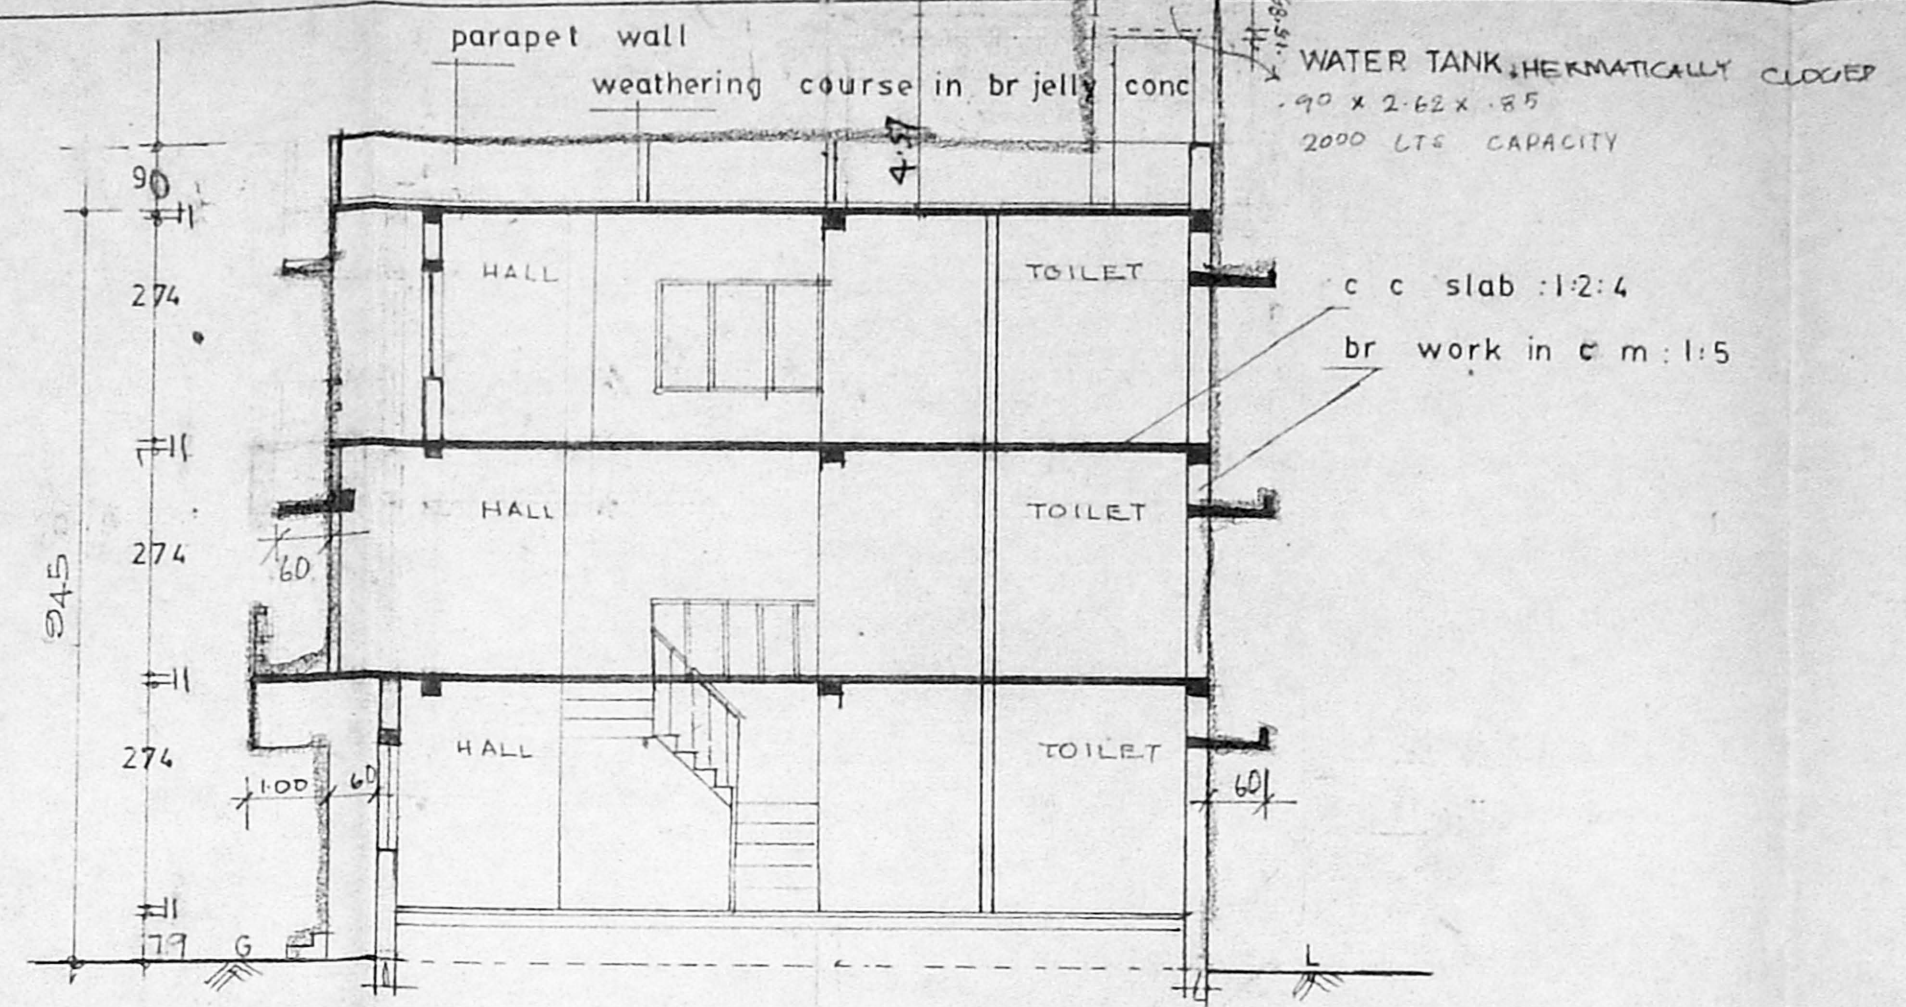 parapet wall
weathering course in br jelly conc
WATER TANK, HERMATICALLY CLOSED
.90 x 2.62 x .85
2000 LTS CAPACITY
4.57
90
HALL
TOILET
274
c c slab :1:2:4
br work in c m : 1:5
HALL
TOILET
274
60
945
HALL
TOILET
274
1.00
60
60
79
G
L